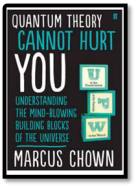 QUANTUM THEORY
CANNOT HURT
YOU
UNDERSTANDING
THE MIND-BLOWING
BUILDING BLOCKS
OF THE UNIVERSE
MARCUS CHOWN